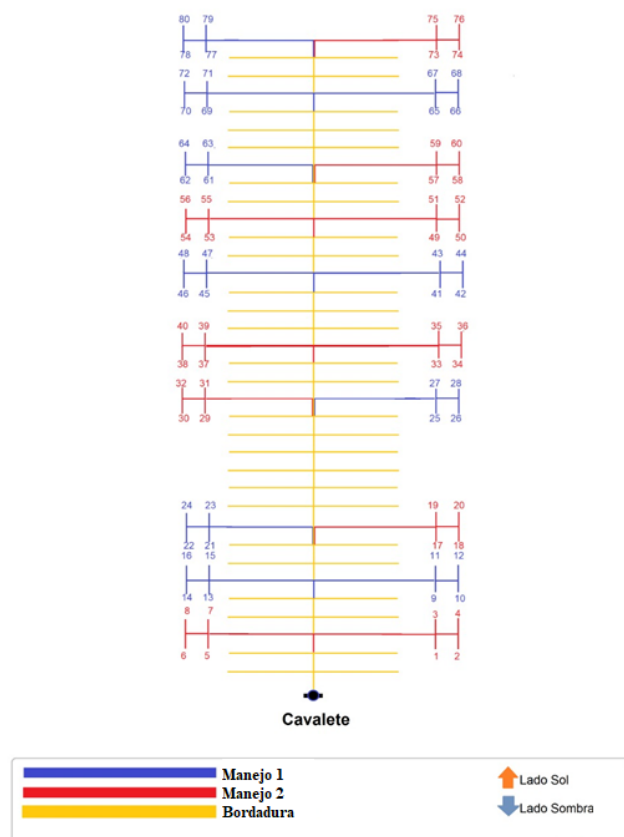 80 79 75 76
78 77 73 74
72 71 67 68
70 69 65 66
64 63 59 60
62 61 57 58
56 55 51 52
54 53 49 50
48 47 43 44
46 45 41 42
40 39 35 36
38 37 33 34
32 31 27 28
30 29 25 26
24 23 19 20
22 21 17 18
16 15 11 12
14 13 9 10
8 7 3 4
6 5 1 2
Cavalete
Manejo 1
Manejo 2
Bordadura
Lado Sol
Lado Sombra